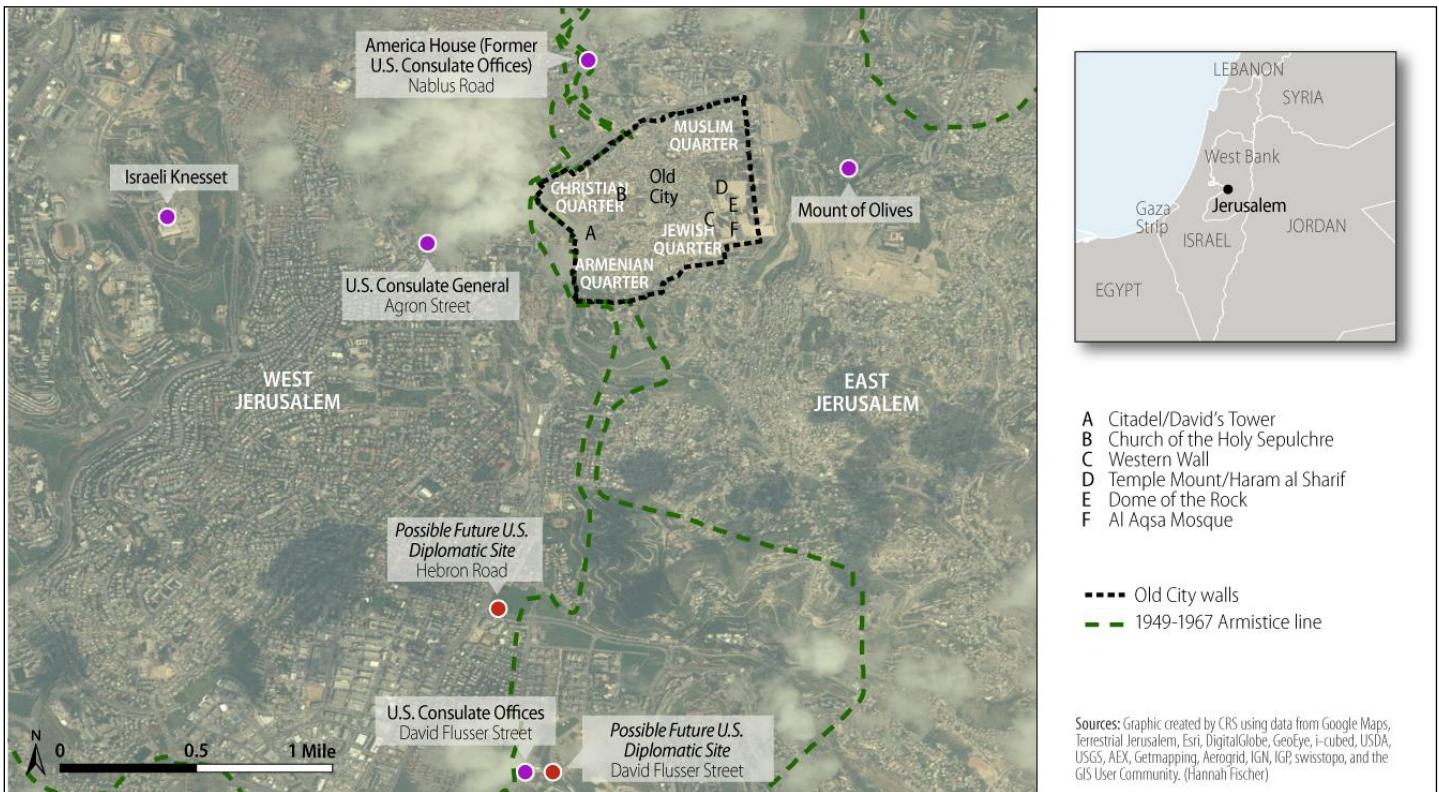 America House (Former
U.S. Consulate Offices)
Nablus Road
Israeli Knesset
U.S. Consulate General
Agron Street
MUSLIM
QUARTER
CHRISTIAN
QUARTER
B
Old
City
D
E
C
F
A
JEWISH
QUARTER
ARMENIAN
QUARTER
Mount of Olives
WEST
JERUSALEM
EAST
JERUSALEM
Possible Future U.S.
Diplomatic Site
Hebron Road
U.S. Consulate Offices
David Flusser Street
Possible Future U.S.
Diplomatic Site
David Flusser Street
N
0 0.5 1 Mile
LEBANON
SYRIA
West Bank
Jerusalem
Gaza
Strip
ISRAEL
JORDAN
EGYPT
A Citadel/David's Tower
B Church of the Holy Sepulchre
C Western Wall
D Temple Mount/Haram al Sharif
E Dome of the Rock
F Al Aqsa Mosque
Old City walls
1949-1967 Armistice line
Sources: Graphic created by CRS using data from Google Maps,
Terrestrial Jerusalem, Esri, DigitalGlobe, GeoEye, i-cubed, USDA,
USGS, AEX, Getmapping, Aerogrid, IGN, IGP, swisstopo, and the
GIS User Community. (Hannah Fischer)